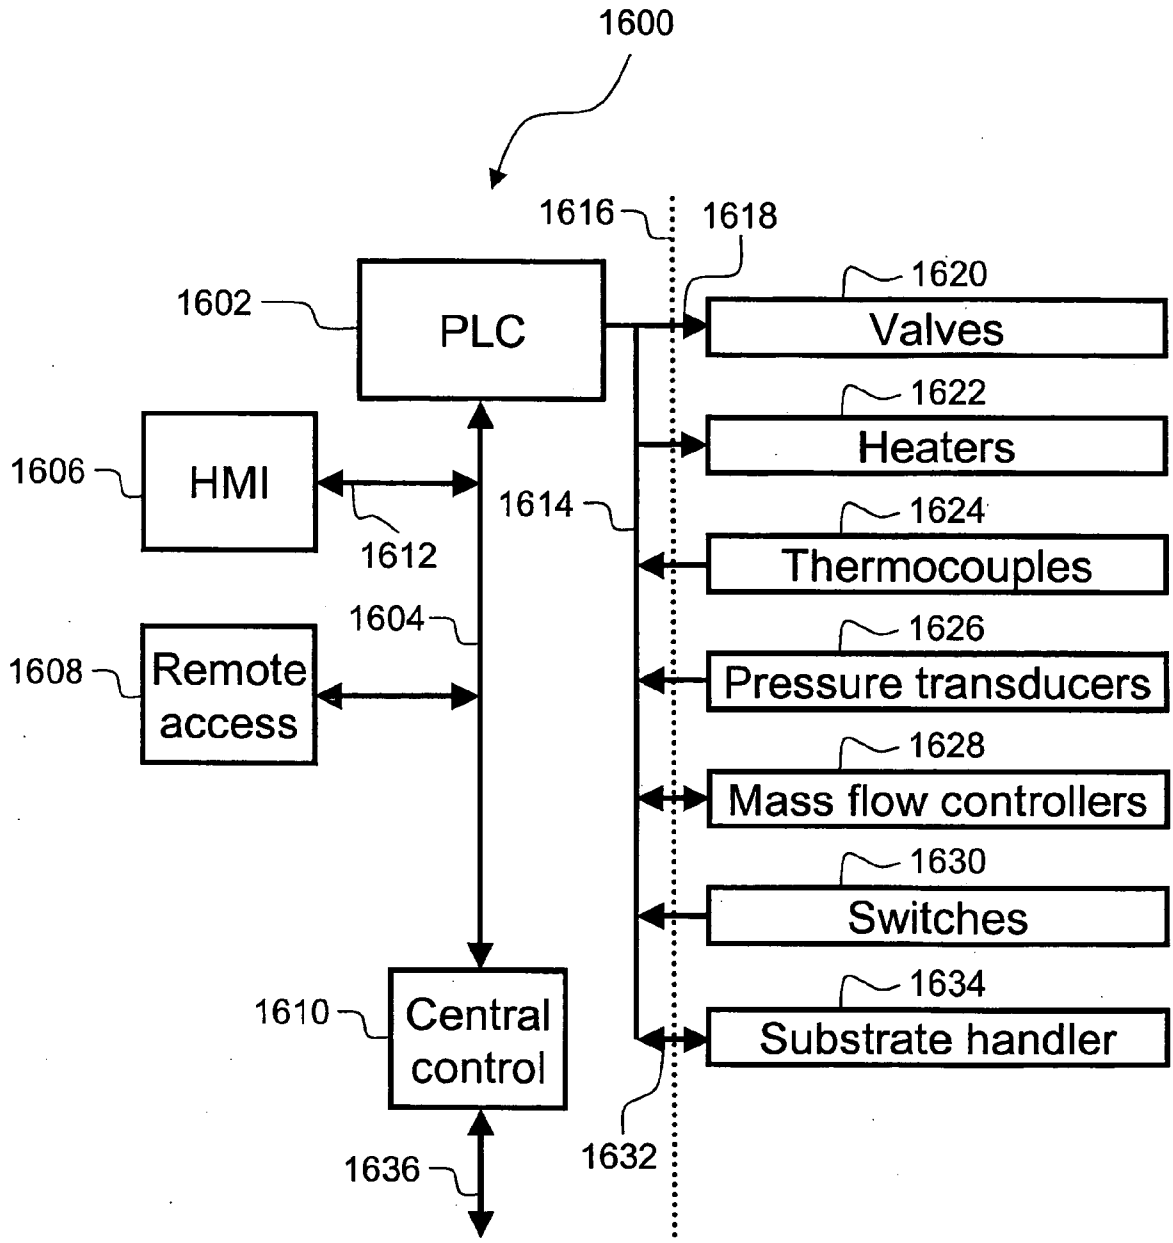 1600
1616
1618
1602
PLC
1620
Valves
1622
Heaters
1606
HMI
1612
1614
1624
Thermocouples
1604
1608
Remote
access
1626
Pressure transducers
1628
Mass flow controllers
1630
Switches
1610
Central
control
1634
Substrate handler
1632
1636